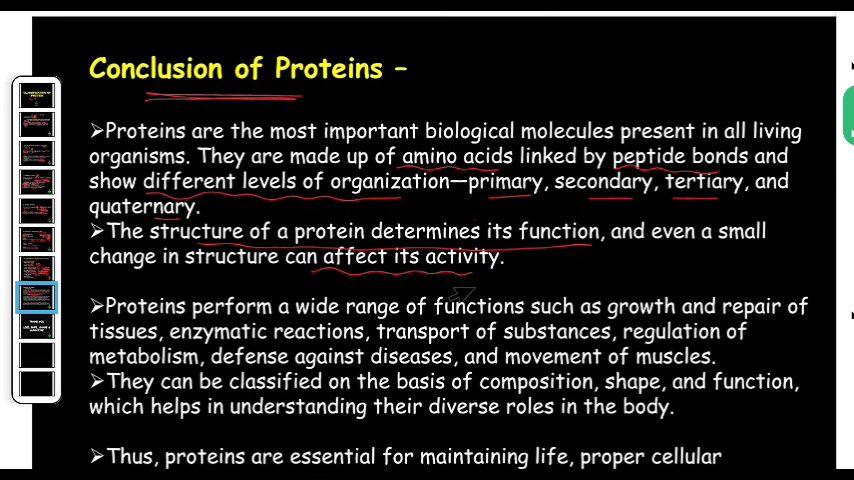 Conclusion of Proteins –
➢Proteins are the most important biological molecules present in all living
organisms. They are made up of amino acids linked by peptide bonds and
show different levels of organization—primary, secondary, tertiary, and
quaternary.
➢The structure of a protein determines its function, and even a small
change in structure can affect its activity.
➢Proteins perform a wide range of functions such as growth and repair of
tissues, enzymatic reactions, transport of substances, regulation of
metabolism, defense against diseases, and movement of muscles.
➢They can be classified on the basis of composition, shape, and function,
which helps in understanding their diverse roles in the body.
➢Thus, proteins are essential for maintaining life, proper cellular